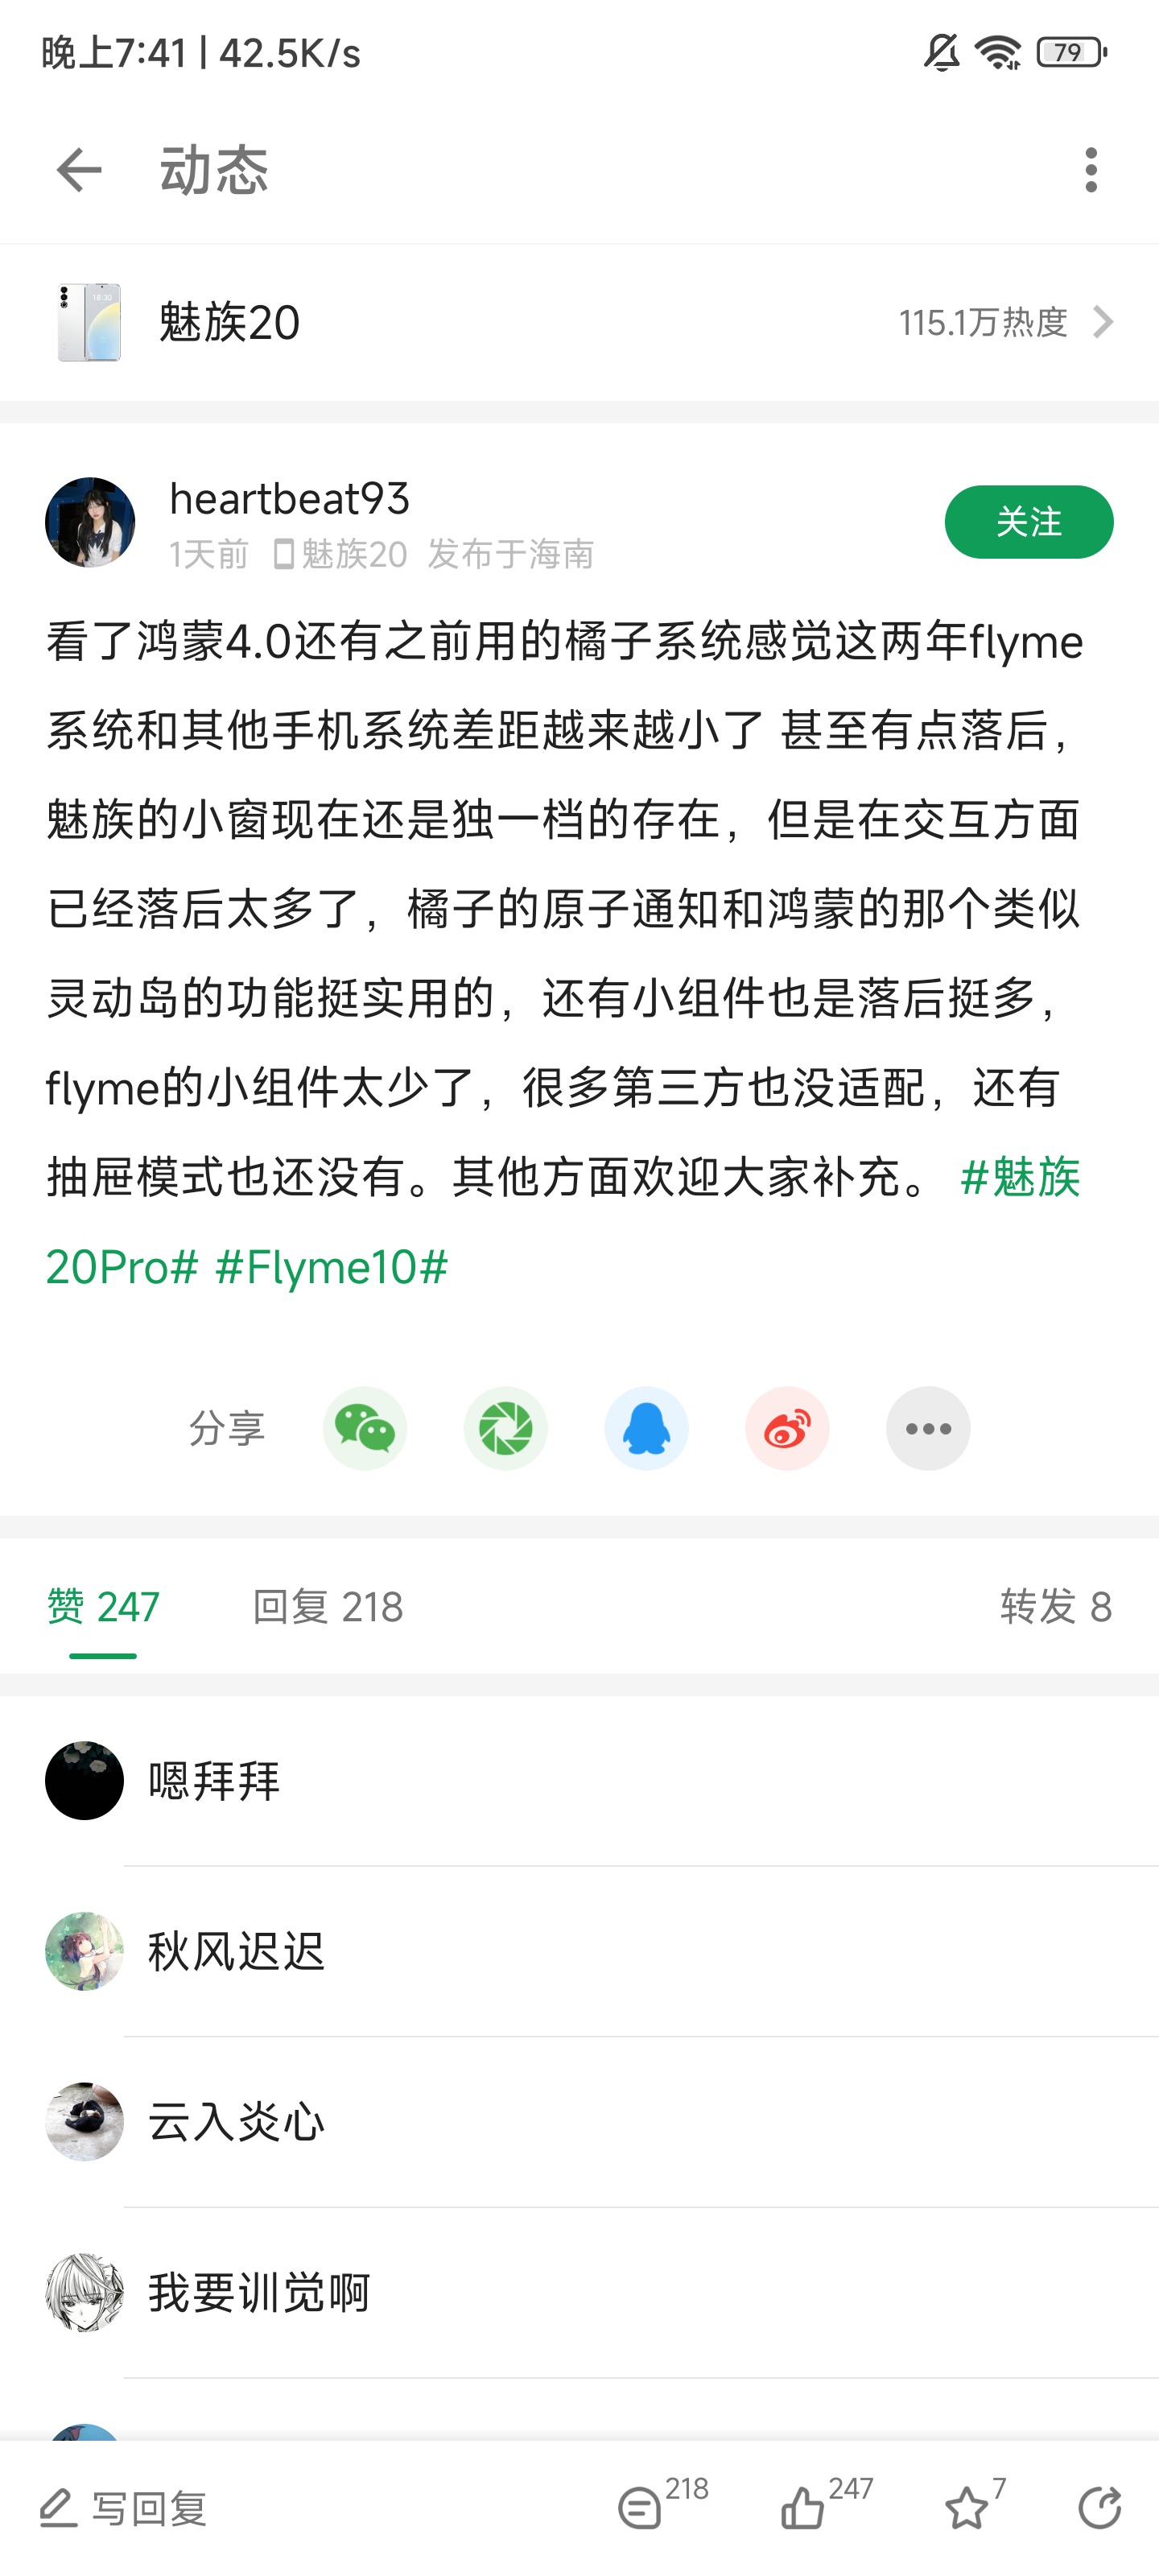 晚上7:41 | 42.5K/s
79
动态
魅族20
115.1万热度
heartbeat93
关注
1天前 魅族20 发布于海南
看了鸿蒙4.0还有之前用的橘子系统感觉这两年flyme
系统和其他手机系统差距越来越小了 甚至有点落后，
魅族的小窗现在还是独一档的存在，但是在交互方面
已经落后太多了，橘子的原子通知和鸿蒙的那个类似
灵动岛的功能挺实用的，还有小组件也是落后挺多，
flyme的小组件太少了，很多第三方也没适配，还有
抽屉模式也还没有。其他方面欢迎大家补充。 #魅族
20Pro# #Flyme10#
分享
赞 247
回复 218
转发 8
嗯拜拜
秋风迟迟
云入炎心
我要训觉啊
写回复
218
247
7